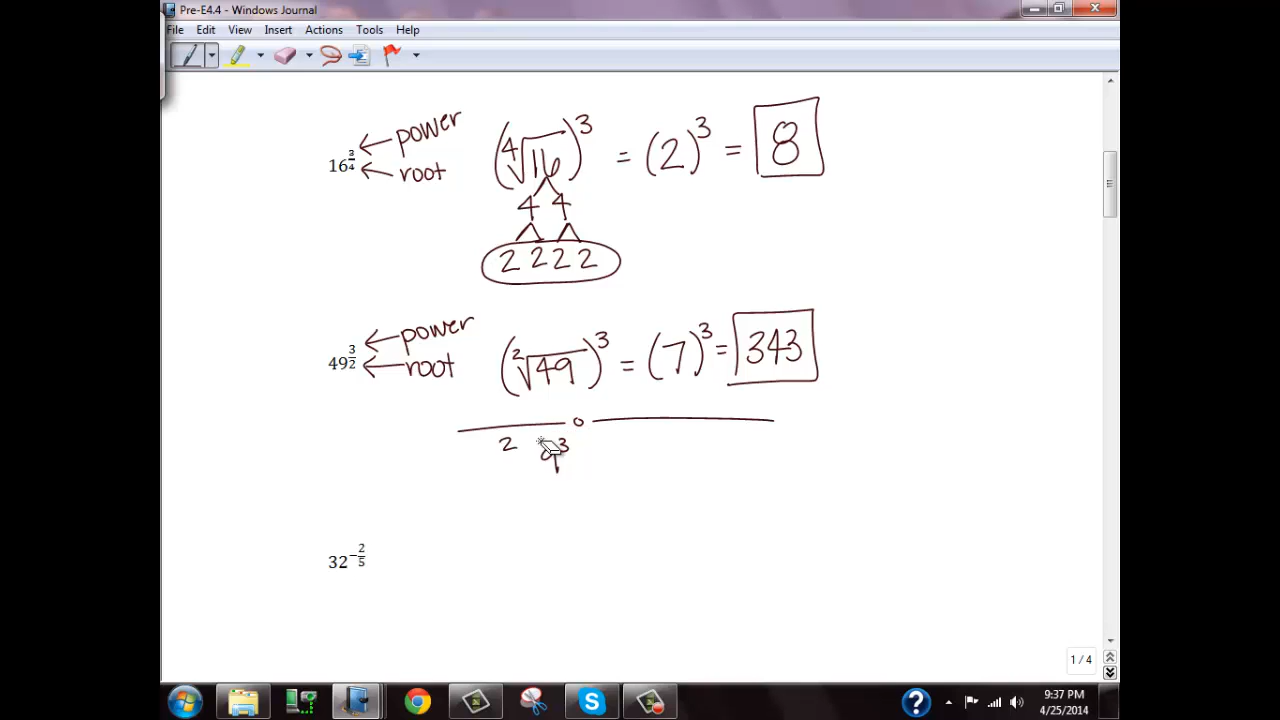 Pre-E4.4 - Windows Journal
File Edit View Insert Actions Tools Help
16^(3/4) ← power
← root
(⁴√16)³ = (2)³ = 8
4 4
2 2 2 2
49^(3/2) ← power
← root
(²√49)³ = (7)³ = 343
2 3
32^(-2/5)
1 / 4
9:37 PM
4/25/2014